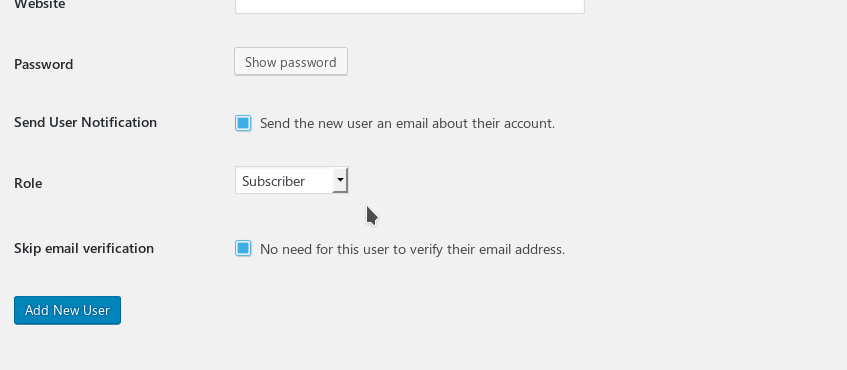 Website
Password Show password
Send User Notification Send the new user an email about their account.
Role Subscriber
Skip email verification No need for this user to verify their email address.
Add New User